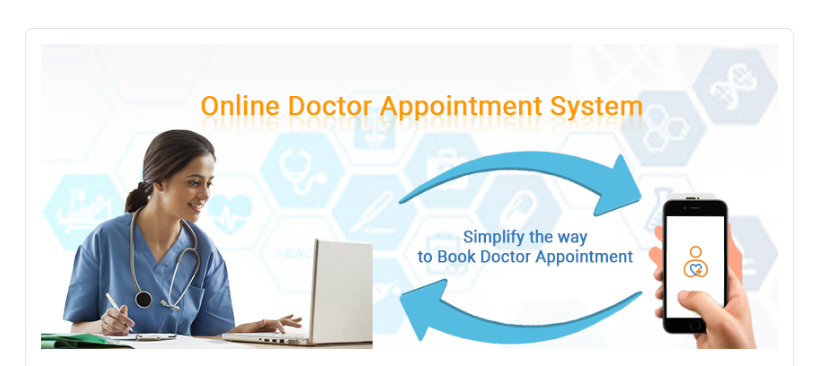 Online Doctor Appointment System
Simplify the way
to Book Doctor Appointment